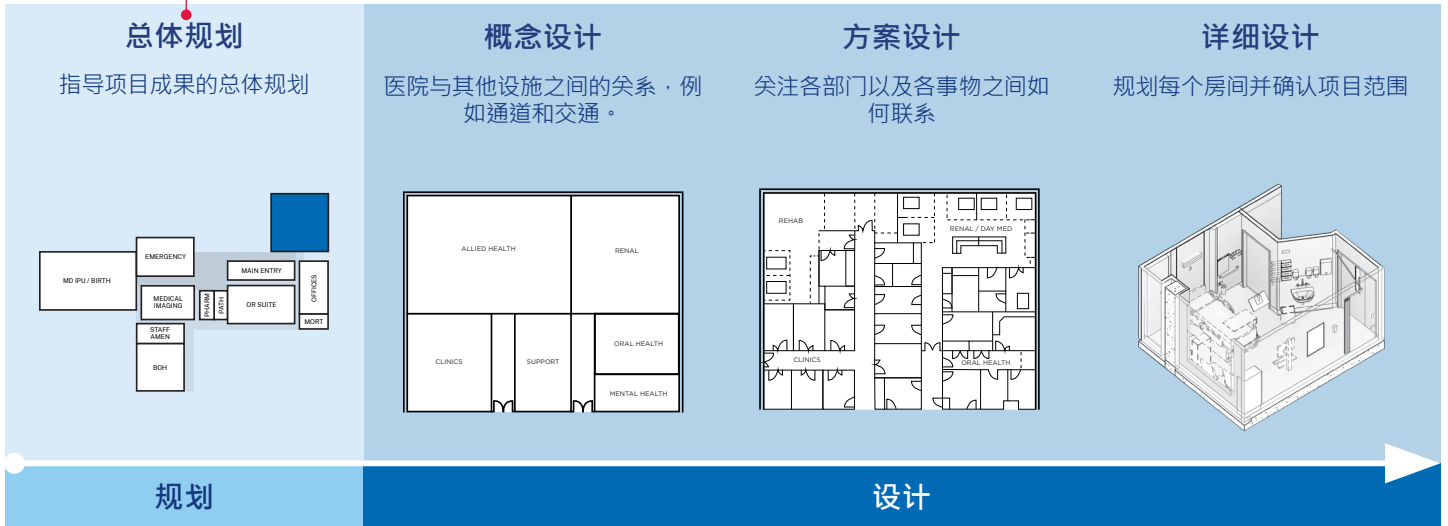 总体规划
指导项目成果的总体规划
MD IPU / BIRTH
EMERGENCY
MEDICAL
IMAGING
STAFF
AMEN
BOH
PHARM
PATH
MAIN ENTRY
OR SUITE
OFFICES
MORT
概念设计
医院与其他设施之间的关系，例
如通道和交通。
ALLIED HEALTH
RENAL
CLINICS
SUPPORT
ORAL HEALTH
MENTAL HEALTH
方案设计
关注各部门以及各事物之间如
何联系
REHAB
RENAL / DAY MED
CLINICS
ORAL HEALTH
详细设计
规划每个房间并确认项目范围
规划
设计